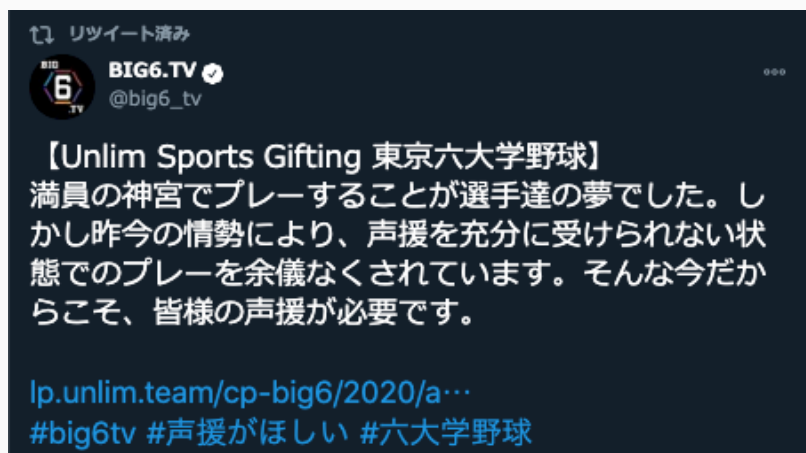 リツイート済み
BIG 6 .TV
BIG6.TV
@big6_tv
【Unlim Sports Gifting 東京六大学野球】
満員の神宮でプレーすることが選手達の夢でした。し
かし昨今の情勢により、声援を充分に受けられない状
態でのプレーを余儀なくされています。そんな今だか
らこそ、皆様の声援が必要です。
lp.unlim.team/cp-big6/2020/a…
#big6tv #声援がほしい #六大学野球